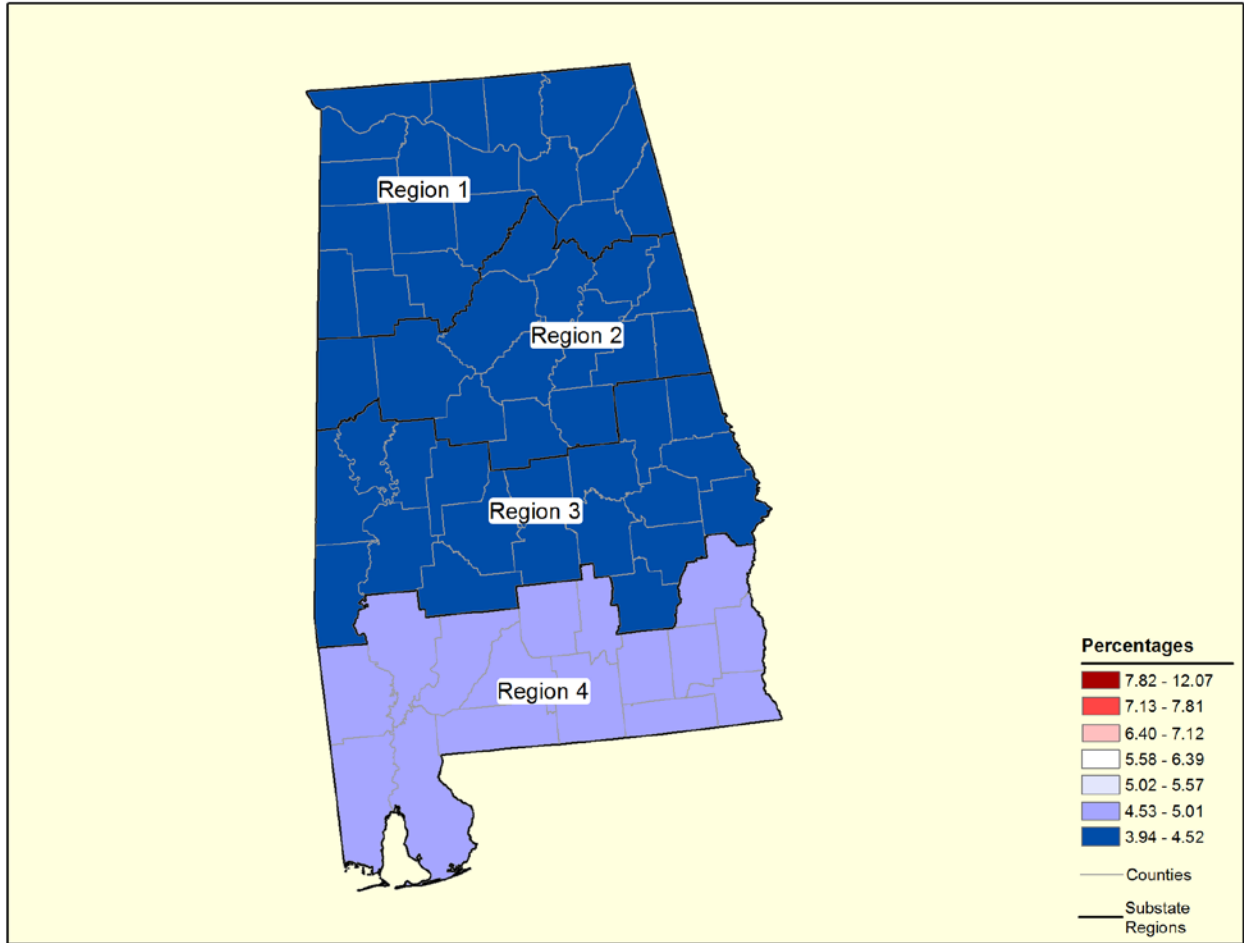 Region 1
Region 2
Region 3
Region 4
Percentages
7.82 - 12.07
7.13 - 7.81
6.40 - 7.12
5.58 - 6.39
5.02 - 5.57
4.53 - 5.01
3.94 - 4.52
Counties
Substate
Regions